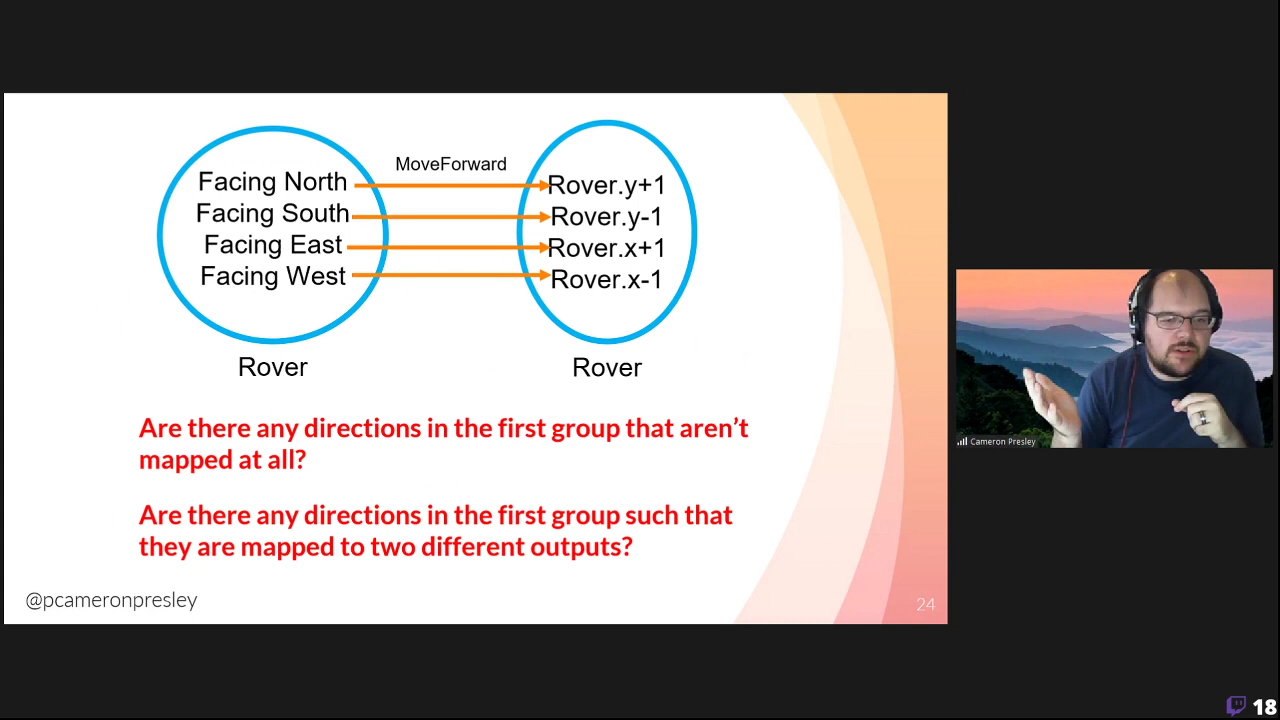 MoveForward
Facing North
Facing South
Facing East
Facing West
Rover.y+1
Rover.y-1
Rover.x+1
Rover.x-1
Rover
Rover
Are there any directions in the first group that aren't
mapped at all?
Are there any directions in the first group such that
they are mapped to two different outputs?
@pcameronpresley
24
Cameron Presley
18